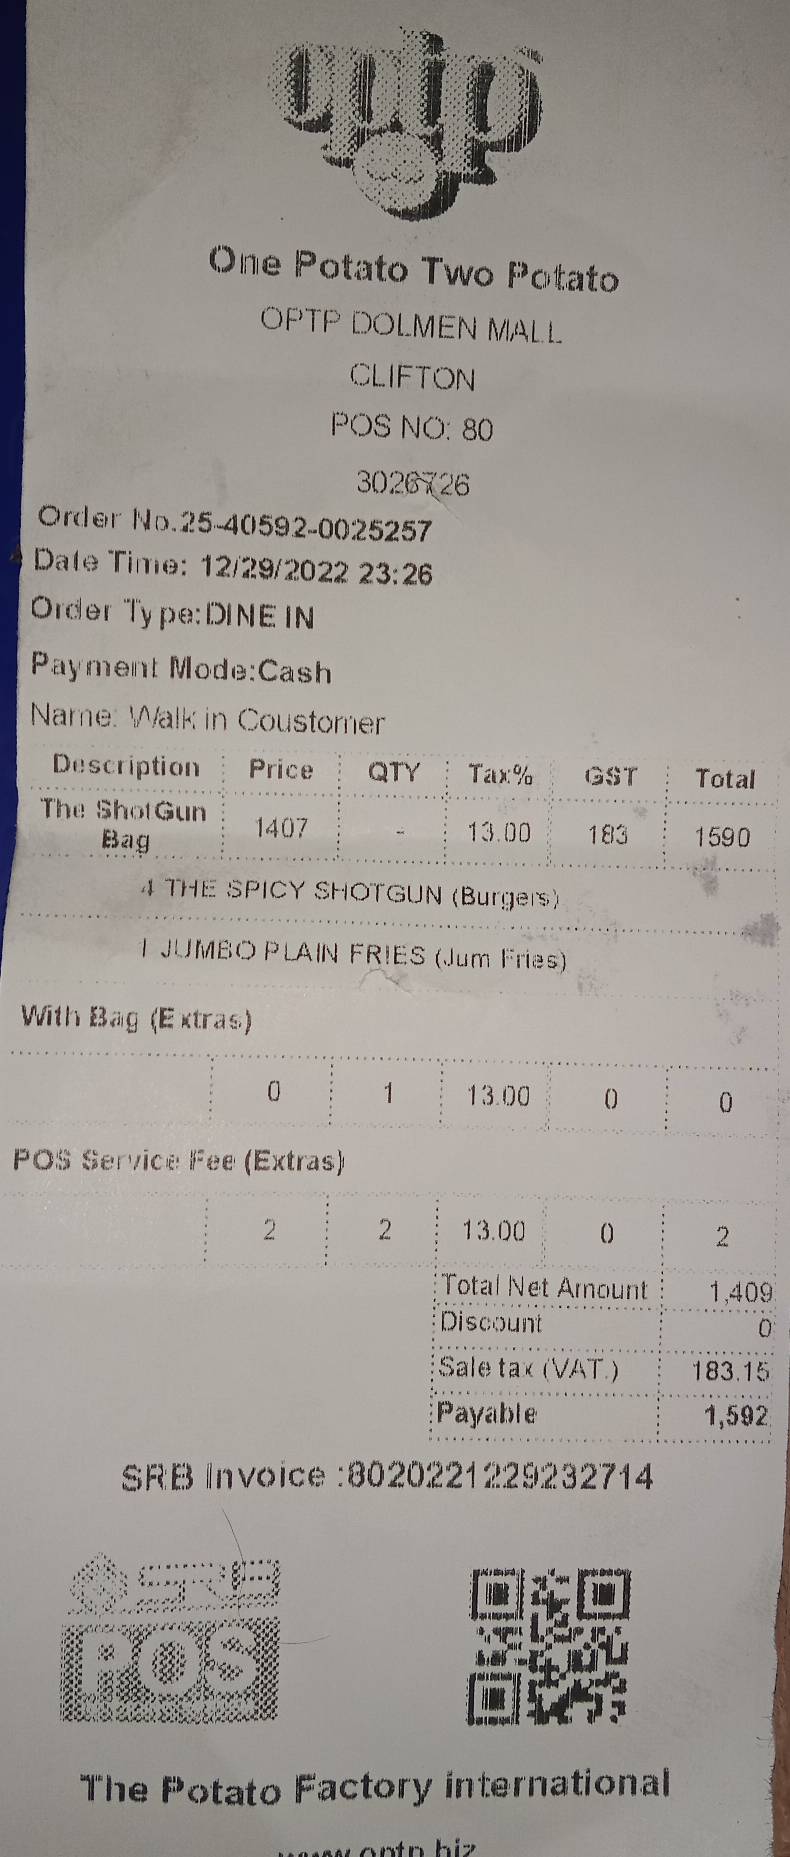 optp
One Potato Two Potato
OPTP DOLMEN MALL
CLIFTON
POS NO: 80
3026726
Order No.25-40592-0025257
Date Time: 12/29/2022 23:26
Order Type:DINE IN
Payment Mode:Cash
Name: Walk in Coustomer
Description Price QTY Tax% GST Total
The ShotGun
Bag 1407 - 13.00 183 1590
4 THE SPICY SHOTGUN (Burgers)
1 JUMBO PLAIN FRIES (Jum Fries)
With Bag (Extras)
0 1 13.00 0 0
POS Service Fee (Extras)
2 2 13.00 0 2
Total Net Amount 1,409
Discount 0
Sale tax (VAT.) 183.15
Payable 1,592
SRB Invoice :8020221229232714
SRB
POS
The Potato Factory international
www.optp.biz